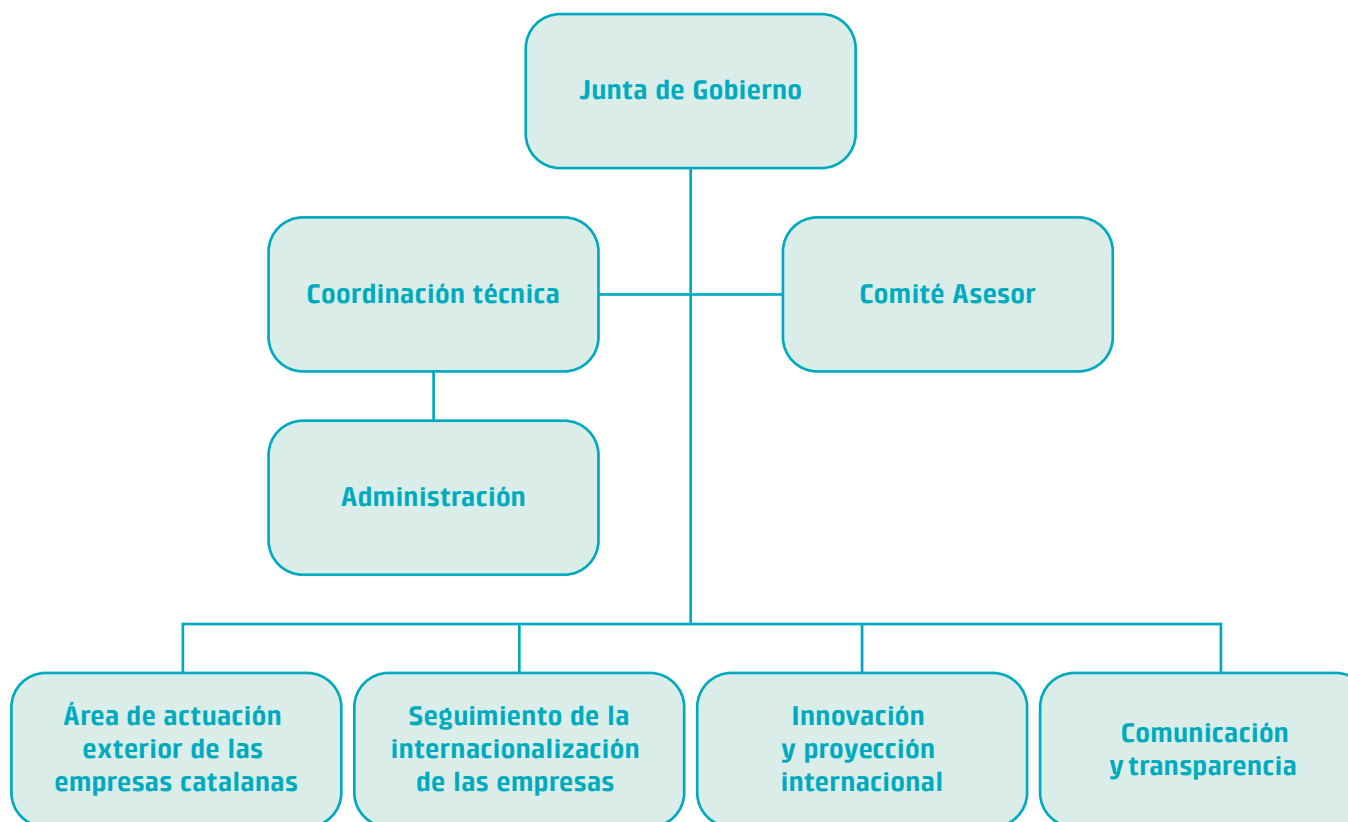 Junta de Gobierno
Coordinación técnica
Comité Asesor
Administración
Área de actuación
exterior de las
empresas catalanas
Seguimiento de la
internacionalización
de las empresas
Innovación
y proyección
internacional
Comunicación
y transparencia